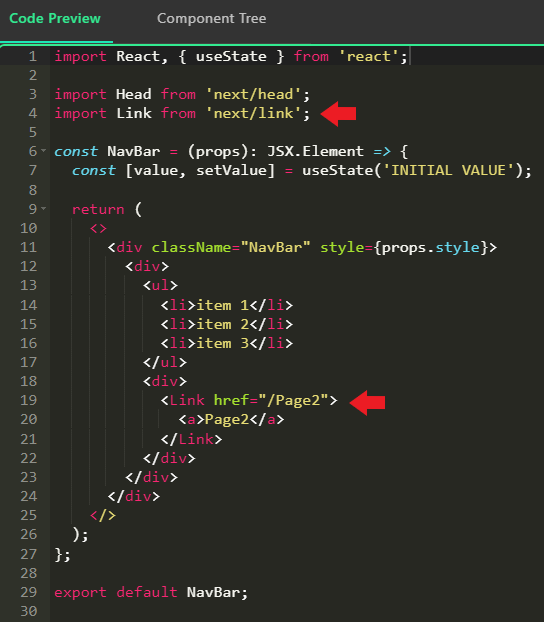 Code Preview Component Tree
1 import React, { useState } from 'react';
2
3 import Head from 'next/head';
4 import Link from 'next/link';
5
6 const NavBar = (props): JSX.Element => {
7   const [value, setValue] = useState('INITIAL VALUE');
8
9   return (
10     <>
11       <div className="NavBar" style={props.style}>
12         <div>
13           <ul>
14             <li>item 1</li>
15             <li>item 2</li>
16             <li>item 3</li>
17           </ul>
18           <div>
19             <Link href="/Page2">
20               <a>Page2</a>
21             </Link>
22           </div>
23         </div>
24       </div>
25     </>
26   );
27 };
28
29 export default NavBar;
30